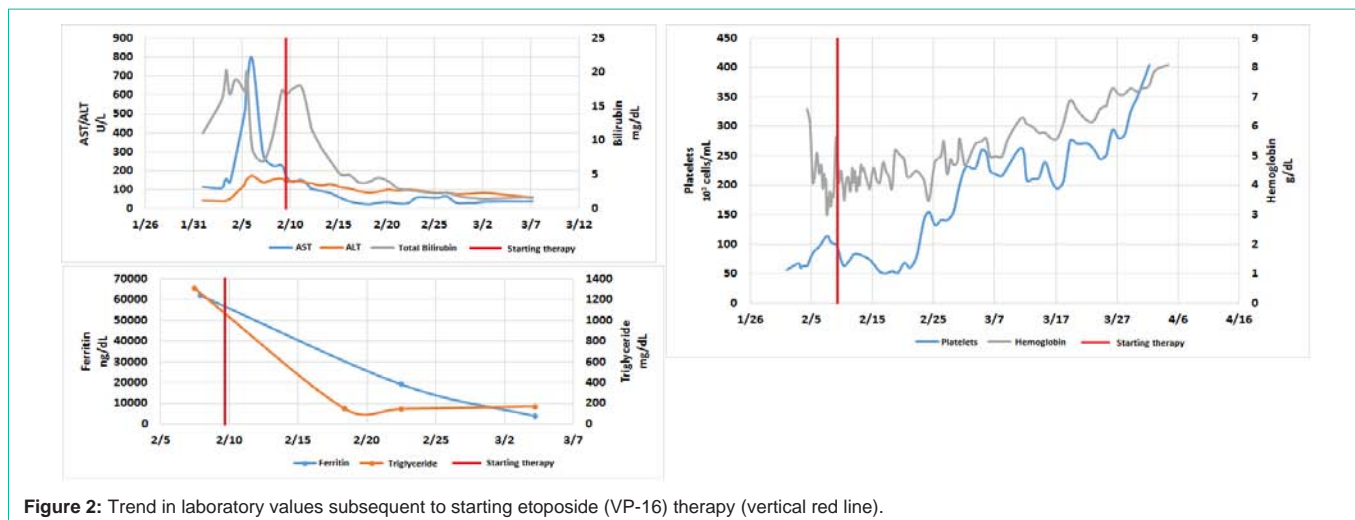 900
800
700
600
500
400
300
200
100
0
AST/ALT
U/L
25
20
15
10
5
0
Bilirubin
mg/dL
1/26 1/31 2/5 2/10 2/15 2/20 2/25 3/2 3/7 3/12
AST ALT Total Bilirubin Starting therapy
70000
60000
50000
40000
30000
20000
10000
0
Ferritin
ng/dL
1400
1200
1000
800
600
400
200
0
Triglyceride
mg/dL
2/5 2/10 2/15 2/20 2/25 3/2 3/7
Ferritin Triglyceride Starting therapy
450
400
350
300
250
200
150
100
50
0
Platelets
10³ cells/mL
9
8
7
6
5
4
3
2
1
0
Hemoglobin
g/dL
1/26 2/5 2/15 2/25 3/7 3/17 3/27 4/6 4/16
Platelets Hemoglobin Starting therapy
Figure 2: Trend in laboratory values subsequent to starting etoposide (VP-16) therapy (vertical red line).